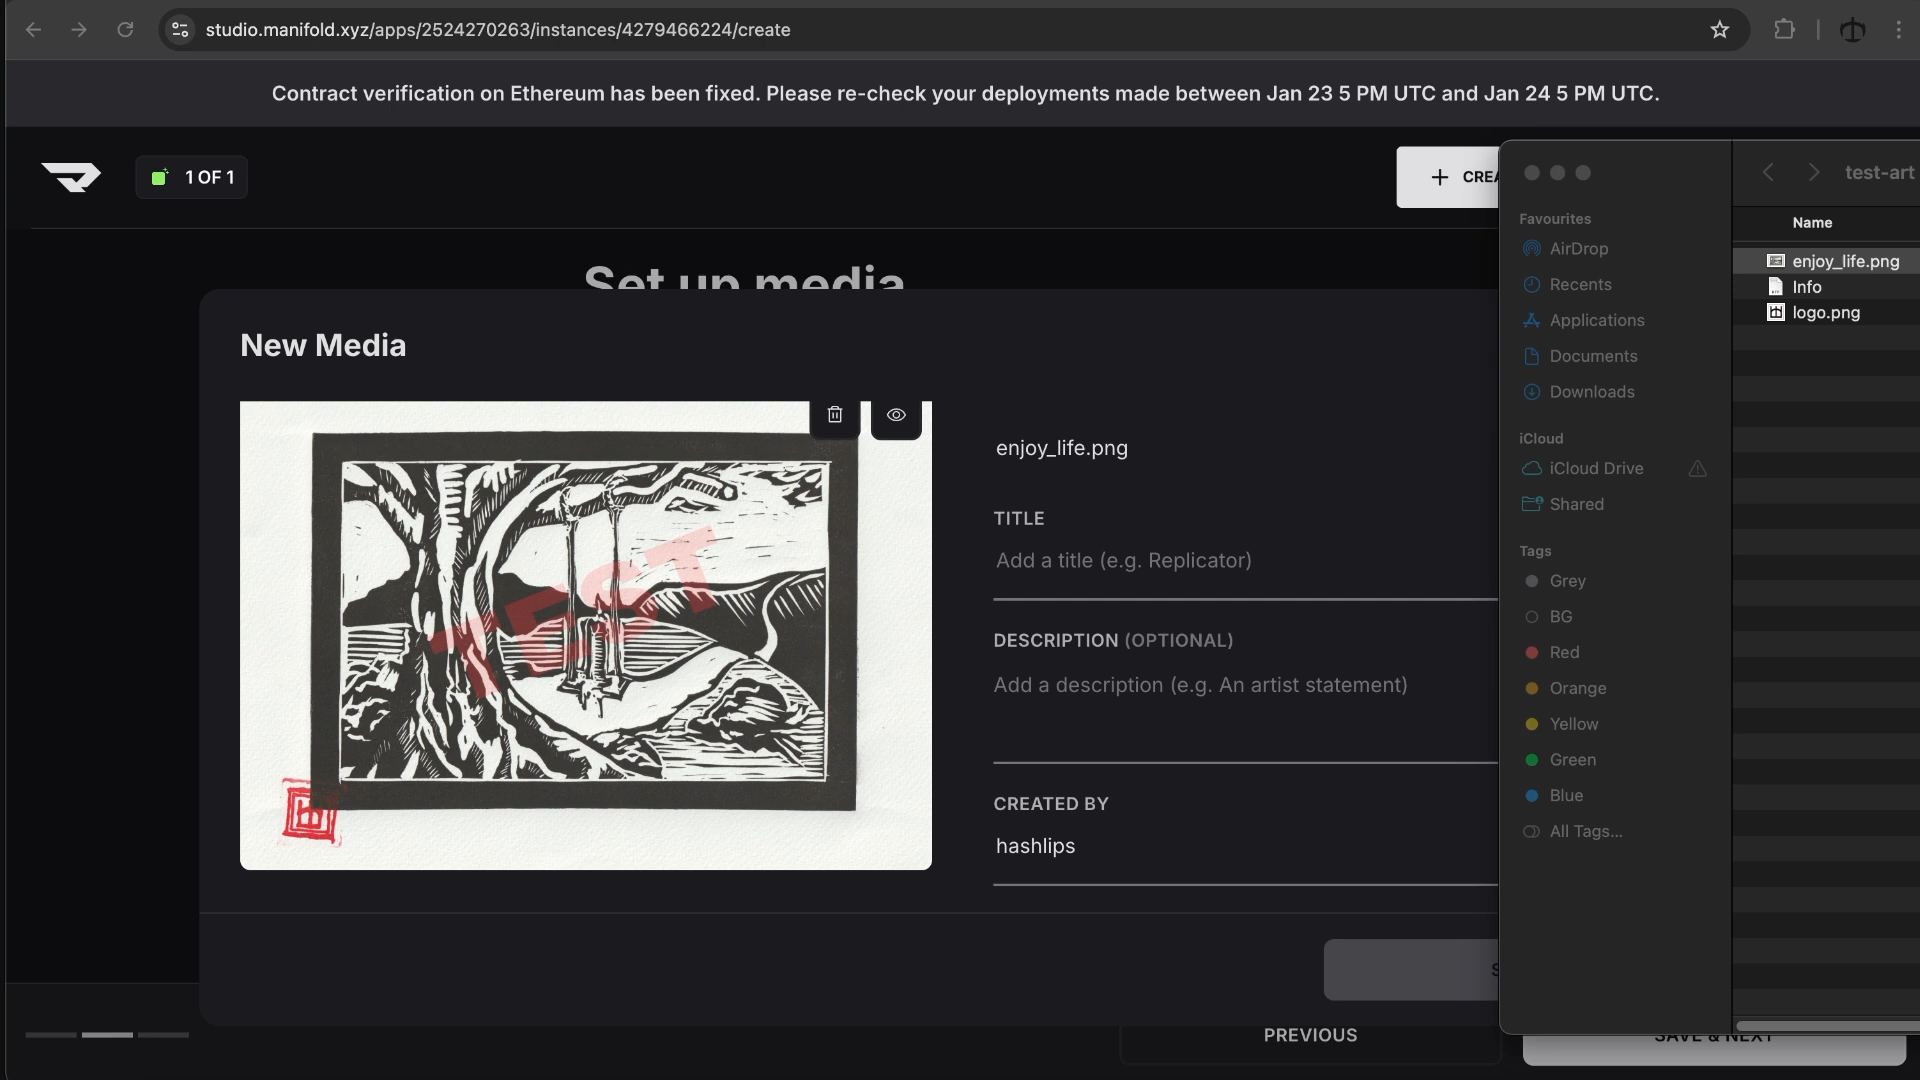 studio.manifold.xyz/apps/2524270263/instances/4279466224/create
Contract verification on Ethereum has been fixed. Please re-check your deployments made between Jan 23 5 PM UTC and Jan 24 5 PM UTC.
1 OF 1
+ CREA
Set up media
New Media
TEST
enjoy_life.png
TITLE
Add a title (e.g. Replicator)
DESCRIPTION (OPTIONAL)
Add a description (e.g. An artist statement)
CREATED BY
hashlips
PREVIOUS
SAVE & NEXT
Favourites
AirDrop
Recents
Applications
Documents
Downloads
iCloud
iCloud Drive
Shared
Tags
Grey
BG
Red
Orange
Yellow
Green
Blue
All Tags...
test-art
Name
enjoy_life.png
Info
logo.png